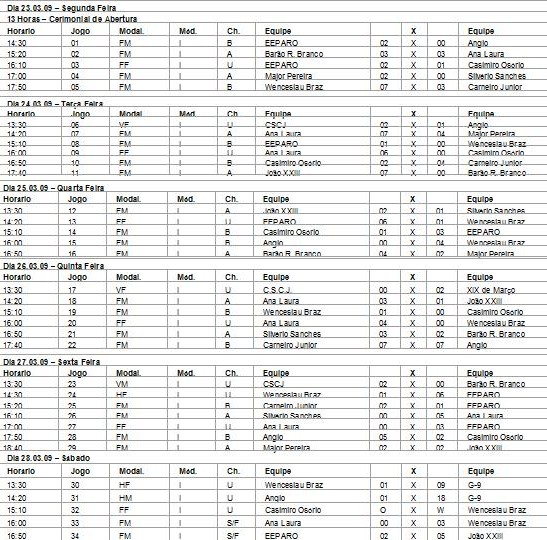 Dia 23.03.09 – Segunda Feira
13 Horas – Cerimonial de Abertura
Horario Jogo Modal. Med. Ch. Equipe X Equipe
14:30 01 FM I B EEPARO 02 X 00 Anglo
15:20 02 FM I A Barão R. Branco 03 X 03 Ana Laura
16:10 03 FF I U EEPARO 02 X 01 Casimiro Osorio
17:00 04 FM I A Major Pereira 02 X 00 Silverio Sanches
17:50 05 FM I B Wenceslau Braz 07 X 03 Carneiro Junior
Dia 24.03.09 – Terça Feira
Horario Jogo Modal. Med. Ch Equipe X Equipe
13:30 06 VF I U CSCJ 02 X 01 Anglo
14:20 07 FM I A Ana Laura 07 X 04 Major Pereira
15:10 08 FM I B EEPARO 01 X 00 Wenceslau Braz
16:00 09 FF I U Ana Laura 06 X 00 Casimiro Osorio
16:50 10 FM I B Casimiro Osorio 02 X 04 Carneiro Junior
17:40 11 FM I A João XXIII 07 X 00 Barão R. Branco
Dia 25.03.09 – Quarta Feira
Horario Jogo Modal. Med. Ch. Equipe X Equipe
13:30 12 FM I A João XXIII 02 X 01 Silverio Sanches
14:20 13 FF I U EEPARO 06 X 01 Wenceslau Braz
15:10 14 FM I B Casimiro Osorio 01 X 03 EEPARO
16:00 15 FM I B Anglo 00 X 04 Wenceslau Braz
16:50 16 FM I A Barão R. Branco 04 X 02 Major Pereira
Dia 26.03.09 – Quinta Feira
Horario Jogo Modal. Med. Ch. Equipe X Equipe
13:30 17 VF I U C.S.C.J. 00 X 02 XIX de Março
14:20 18 FM I A Ana Laura 03 X 01 João XXIII
15:10 19 FM I B Wenceslau Braz 01 X 00 Casimiro Osorio
16:00 20 FF I U Ana Laura 04 X 00 Wenceslau Braz
16:50 21 FM I A Silverio Sanches 03 X 02 Barão R. Branco
17:40 22 FM I B Carneiro Junior 07 X 07 Anglo
Dia 27.03.09 – Sexta Feira
Horario Jogo Modal. Med. Ch. Equipe X Equipe
13:30 23 VM I U CSCJ 02 X 00 Barão R. Branco
14:30 24 HF I U Wenceslau Braz 01 X 06 EEPARO
15:20 25 FM I B Carneiro Junior 02 X 01 EEPARO
16:10 26 FM I A Silverio Sanches 00 X 05 Ana Laura
17:00 27 FF I U Ana Laura 00 X 03 EEPARO
17:50 28 FM I B Anglo 05 X 02 Casimiro Osorio
18:40 29 FM I A Major Pereira 02 X 02 João XXIII
Dia 28.03.09 – Sabado
Horario Jogo Modal. Med. Ch. Equipe X Equipe
13:30 30 HF I U Wenceslau Braz 01 X 09 G-9
14:20 31 HM I U Anglo 01 X 18 G-9
15:10 32 FF I U Casimiro Osorio O X W Wenceslau Braz
16:00 33 FM I S/F Ana Laura 00 X 03 Wenceslau Braz
16:50 34 FM I S/F EEPARO 02 X 05 João XXIII